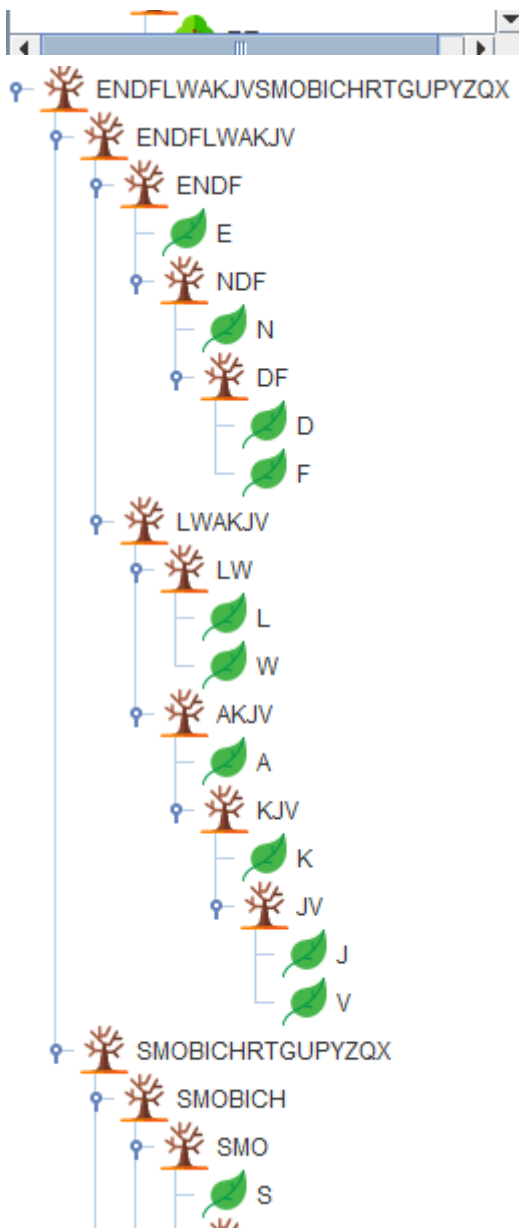 ENDFLWAKJVSMOBICHRTGUPYZQX
ENDFLWAKJV
ENDF
E
NDF
N
DF
D
F
LWAKJV
LW
L
W
AKJV
A
KJV
K
JV
J
V
SMOBICHRTGUPYZQX
SMOBICH
SMO
S